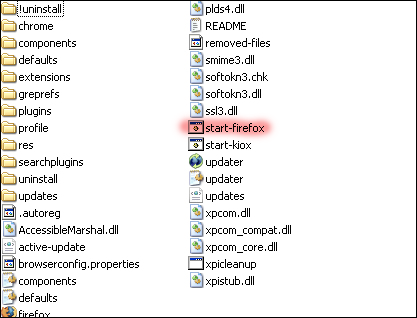 !uninstall
chrome
components
defaults
extensions
greprefs
plugins
profile
res
searchplugins
uninstall
updates
.autoreg
AccessibleMarshal.dll
active-update
browserconfig.properties
components
defaults
firefox
plds4.dll
README
removed-files
smime3.dll
softokn3.chk
softokn3.dll
ssl3.dll
start-firefox
start-kiox
updater
updater
updates
xpcom.dll
xpcom_compat.dll
xpcom_core.dll
xpicleanup
xpistub.dll